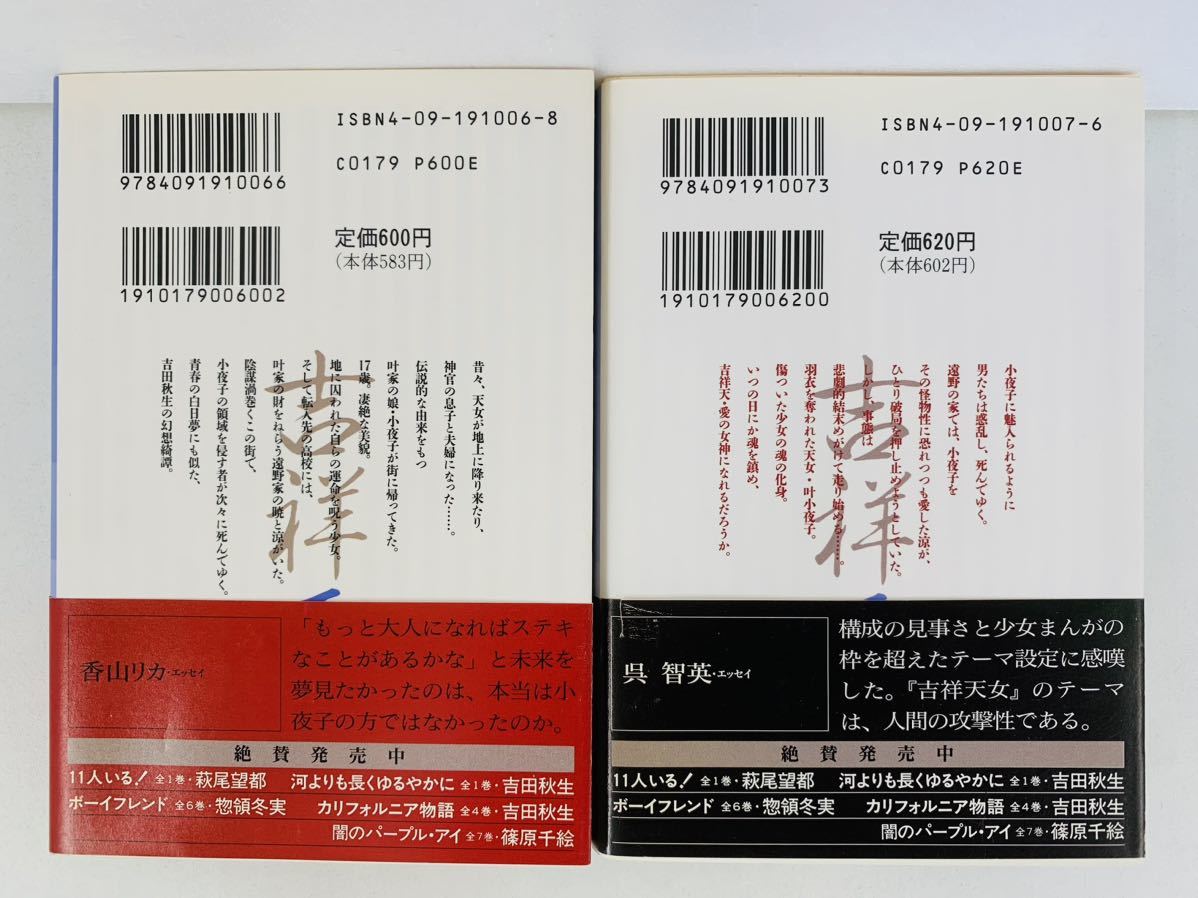 ISBN4-09-191006-8
C0179 P600E
9784091910066
定価600円
(本体583円)
1910179006002
昔々、天女が地上に降り来たり、
神官の息子と夫婦になった……。
伝説的な由来をもつ
叶家の娘・小夜子が街に帰ってきた。
17歳。凄絶な美貌。
地に囚われた自らの運命を呪う少女。
そして転入先の高校には、
叶家の財をねらう遠野家の暁と涼がいた。
陰謀渦巻くこの街で、
小夜子の領域を侵す者が次々に死んでゆく。
青春の白日夢にも似た、
吉田秋生の幻想綺譚。
吉祥
香山リカ・エッセイ
「もっと大人になればステキ
なことがあるかな」と未来を
夢見たかったのは、本当は小
夜子の方ではなかったのか。
絶賛発売中
11人いる! 全1巻・萩尾望都 河よりも長くゆるやかに 全1巻・吉田秋生
ボーイフレンド 全6巻・惣領冬実 カリフォルニア物語 全4巻・吉田秋生
闇のパープル・アイ 全7巻・篠原千絵
ISBN4-09-191007-6
C0179 P620E
9784091910073
定価620円
(本体602円)
1910179006200
小夜子に魅入られるように
男たちは惑乱し、死んでゆく。
遠野の家では、小夜子を
その怪物性に恐れつつも愛した涼が、
ひとり破局を押し止めようとしていた。
しかし、事態は
悲劇的結末めがけて走り始める……。
羽衣を奪われた天女・叶小夜子。
傷ついた少女の魂の化身。
いつの日にか魂を鎮め、
吉祥天・愛の女神になれるだろうか。
吉祥
呉 智英・エッセイ
構成の見事さと少女まんがの
枠を超えたテーマ設定に感嘆
した。『吉祥天女』のテーマ
は、人間の攻撃性である。
絶賛発売中
11人いる! 全1巻・萩尾望都 河よりも長くゆるやかに 全1巻・吉田秋生
ボーイフレンド 全6巻・惣領冬実 カリフォルニア物語 全4巻・吉田秋生
闇のパープル・アイ 全7巻・篠原千絵